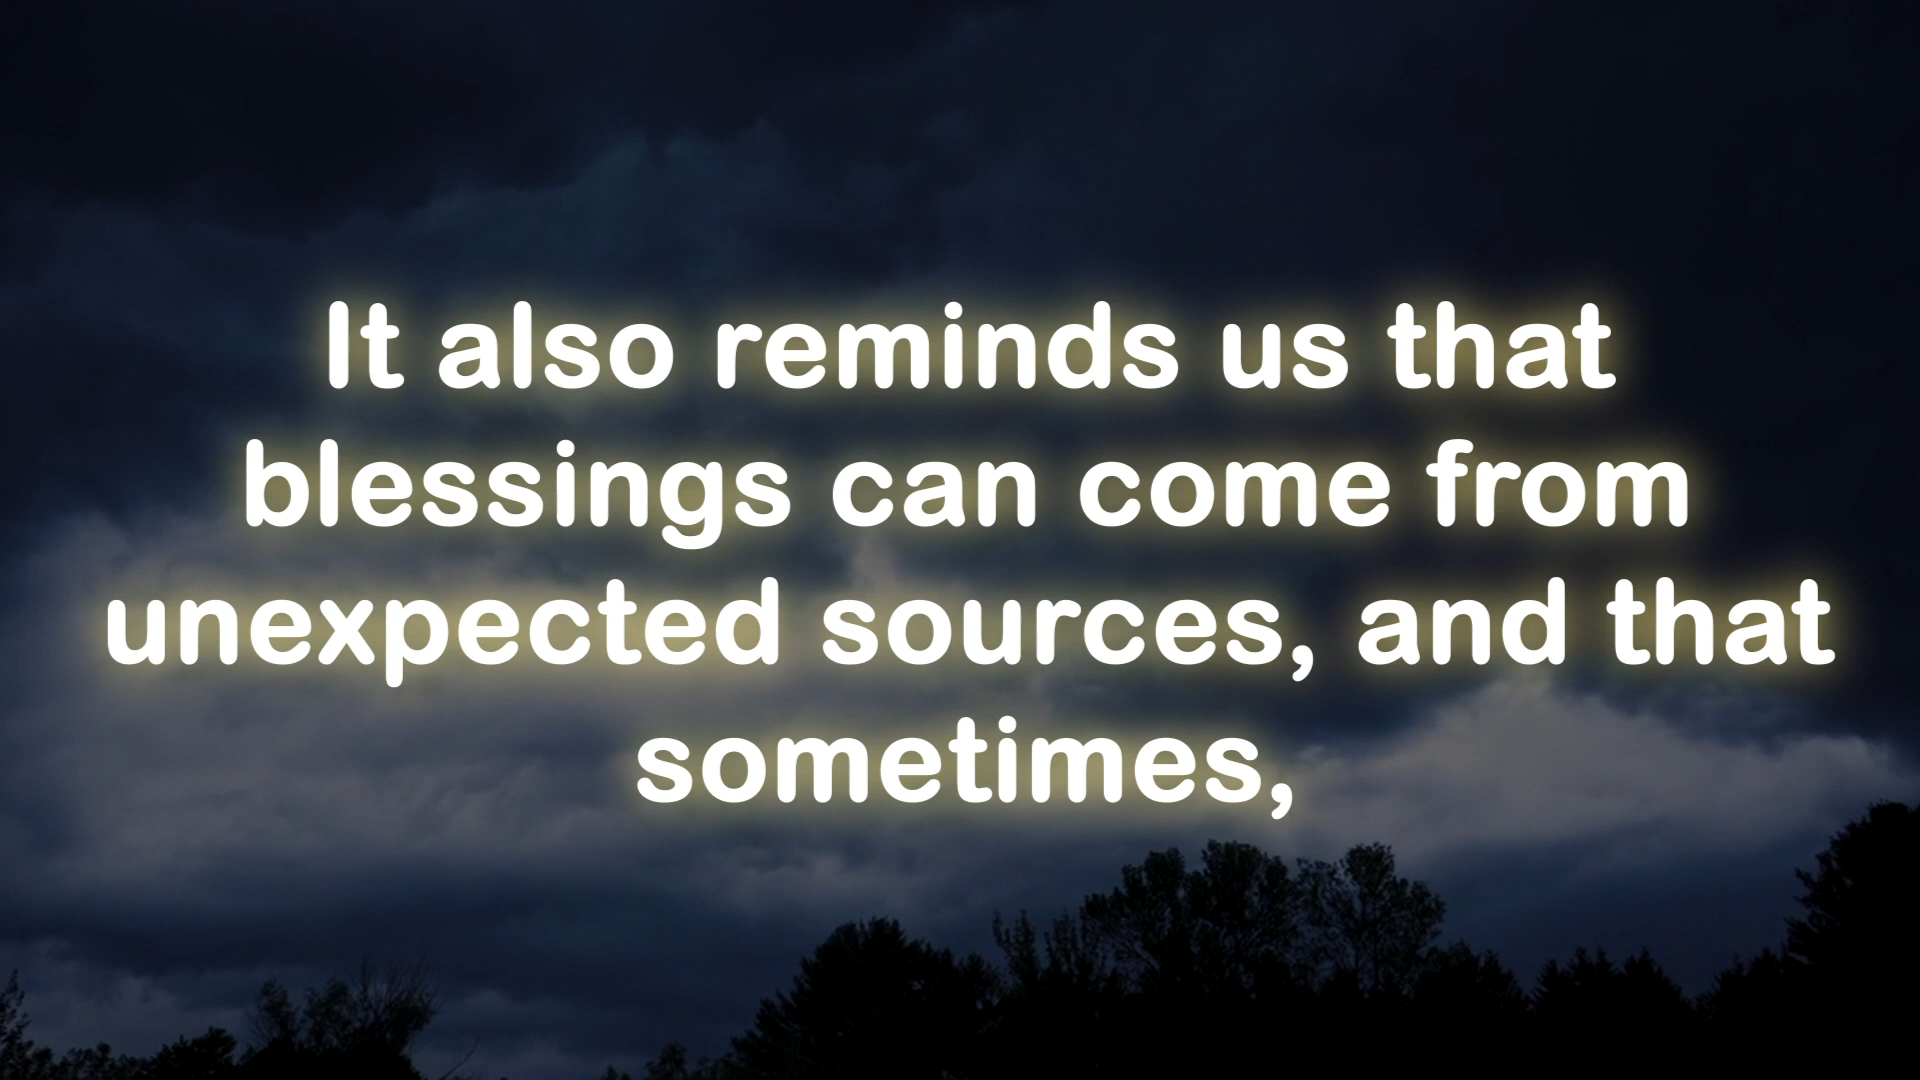 It also reminds us that
blessings can come from
unexpected sources, and that
sometimes,